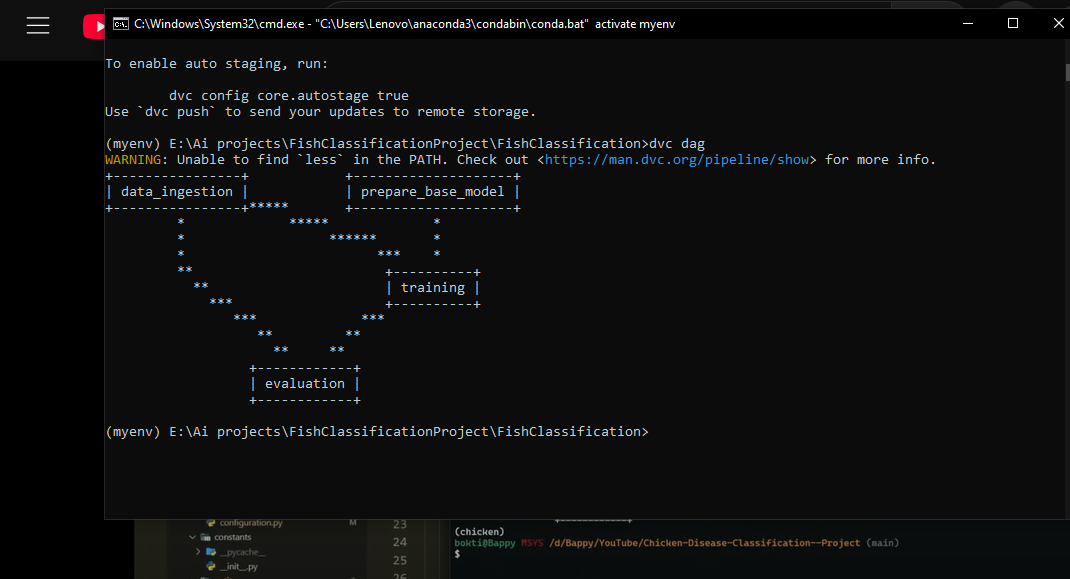 C:\Windows\System32\cmd.exe - "C:\Users\Lenovo\anaconda3\condabin\conda.bat"  activate myenv
To enable auto staging, run:
        dvc config core.autostage true
Use `dvc push` to send your updates to remote storage.
(myenv) E:\Ai projects\FishClassificationProject\FishClassification>dvc dag
WARNING: Unable to find `less` in the PATH. Check out <https://man.dvc.org/pipeline/show> for more info.
+----------------+            +--------------------+
| data_ingestion |            | prepare_base_model |
+----------------+*****       +--------------------+
         *             *****             *
         *                  ******       *
         *                        ***    *
         **                        +----------+
           **                      | training |
             ***                   +----------+
                ***             ***
                   **         **
                     **     **
                  +------------+
                  | evaluation |
                  +------------+
(myenv) E:\Ai projects\FishClassificationProject\FishClassification>
configuration.py M
constants
__pycache__
__init__.py
23
24
25
26
(chicken)
bokti@Bappy MSYS /d/Bappy/YouTube/Chicken-Disease-Classification--Project (main)
$